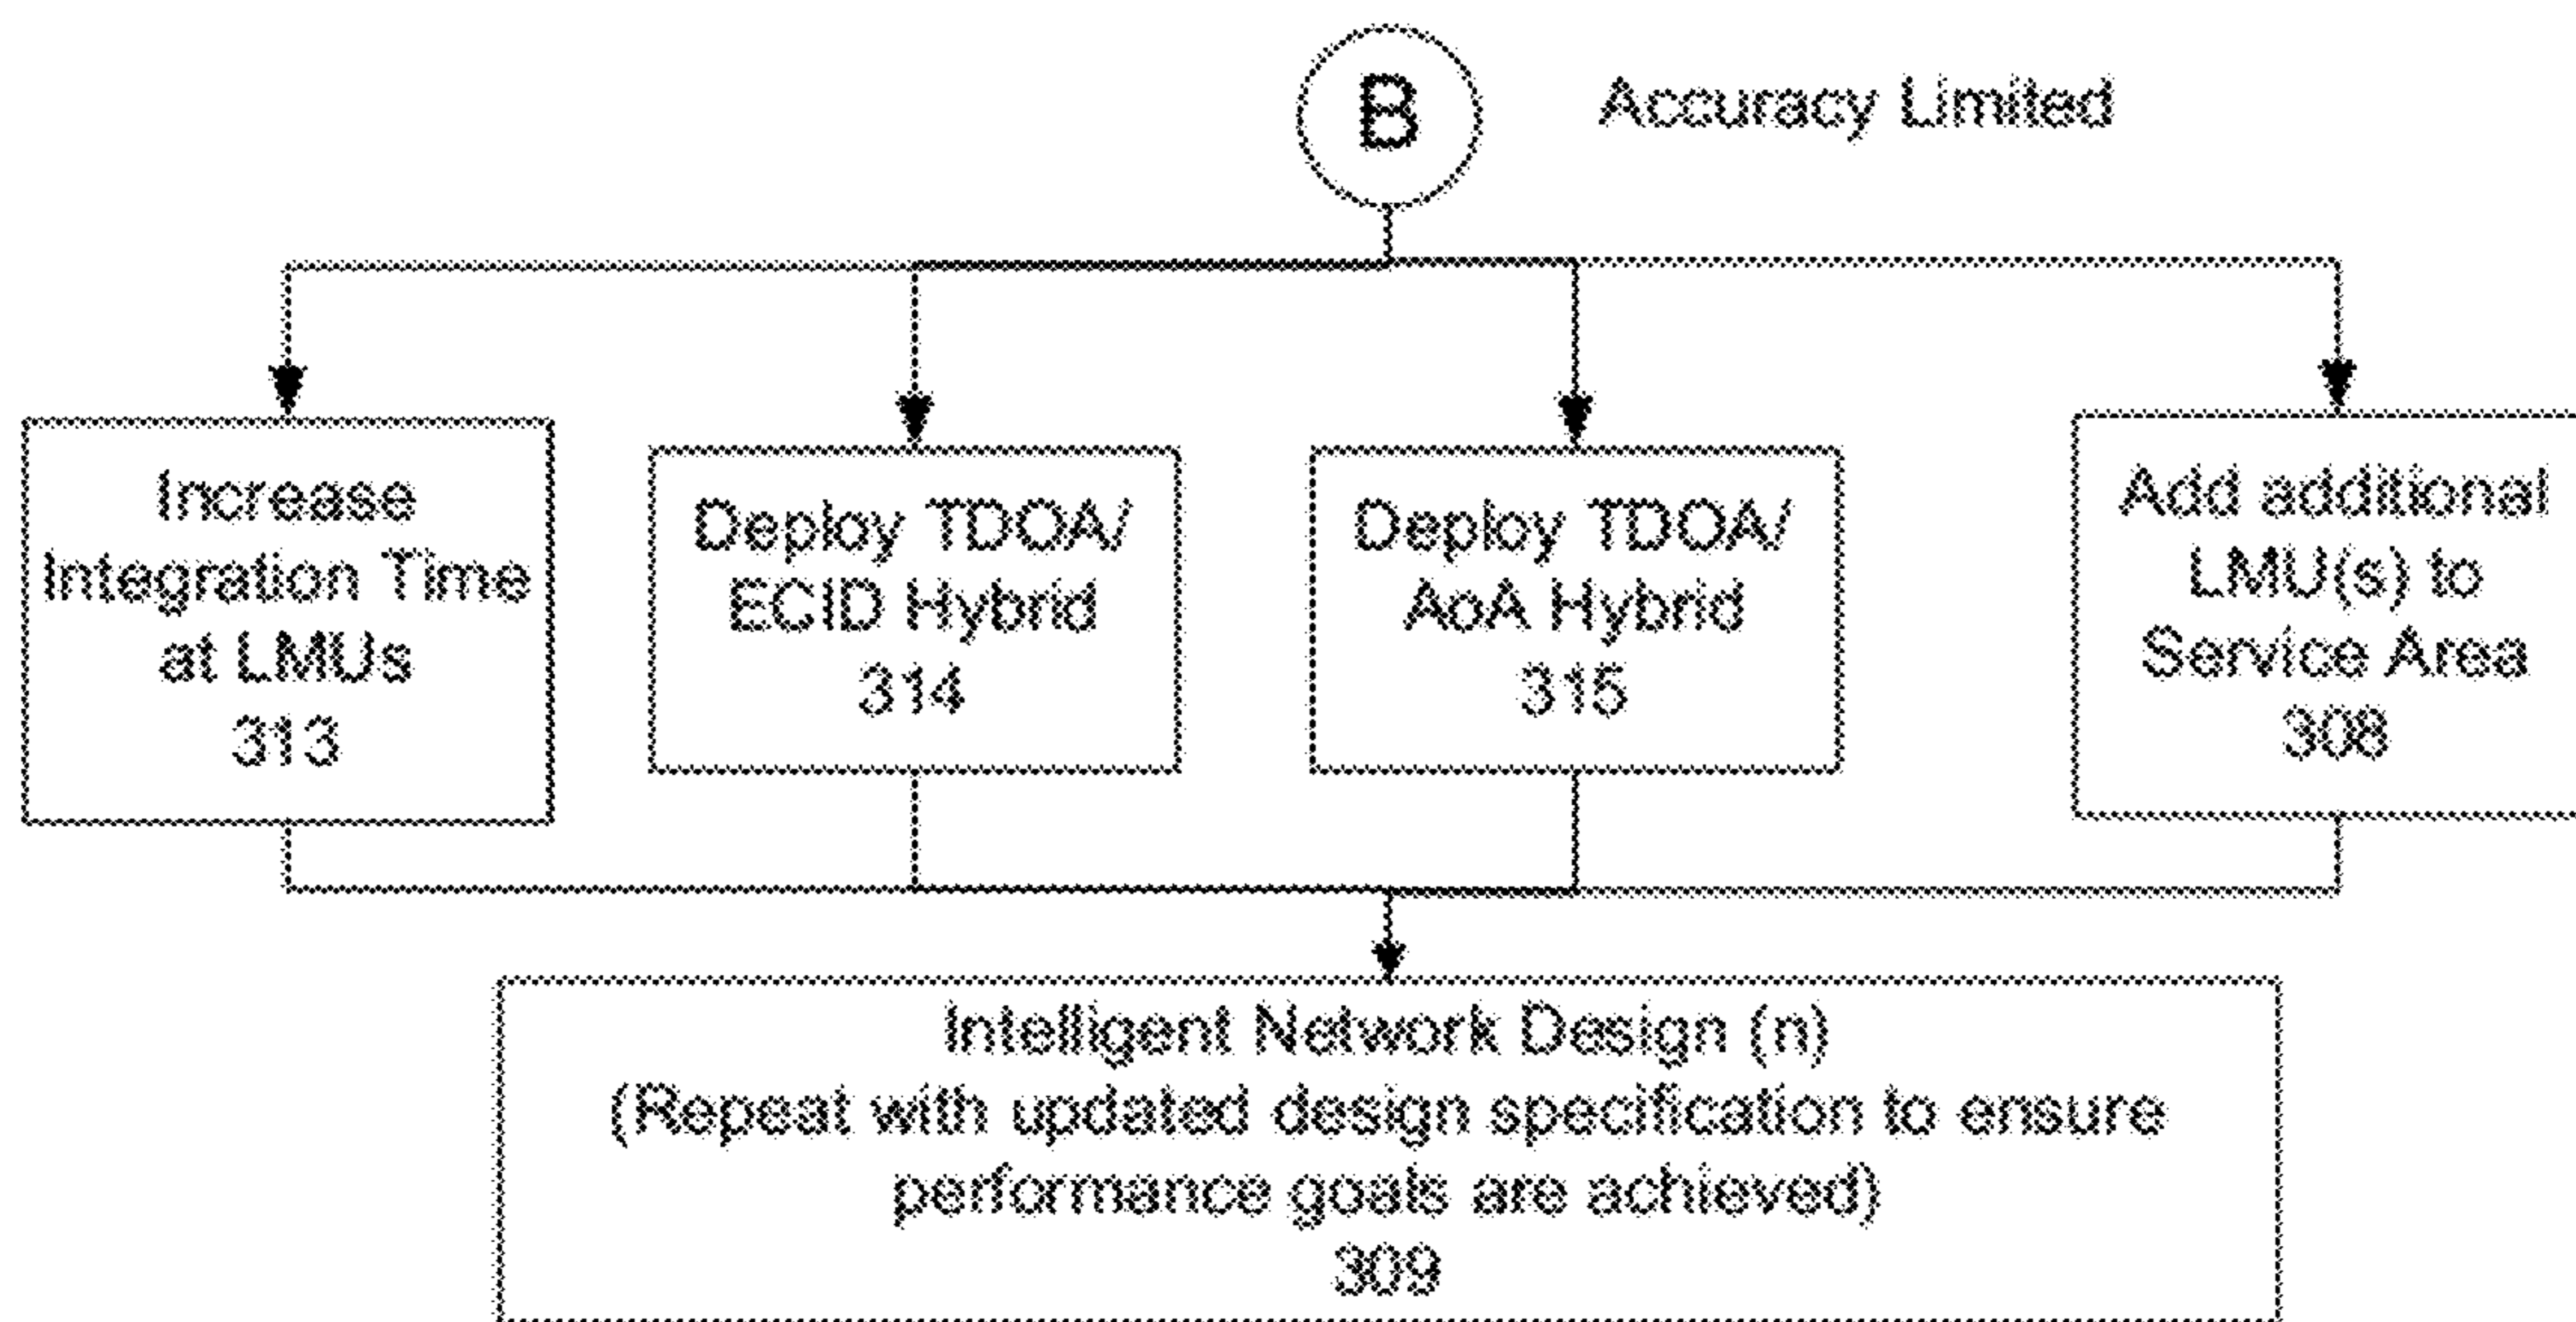 B
Accuracy Limited
Increase
Integration Time
at LMUs
313
Deploy TDOA/
ECID Hybrid
314
Deploy TDOA/
AoA Hybrid
315
Add additional
LMU(s) to
Service Area
308
Intelligent Network Design (n)
(Repeat with updated design specification to ensure
performance goals are achieved)
309